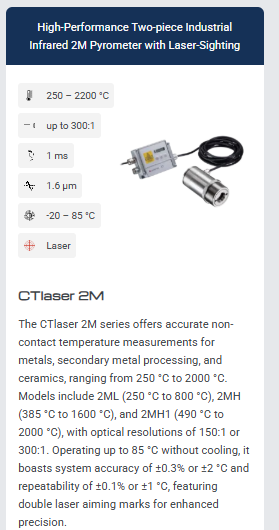 High-Performance Two-piece Industrial
Infrared 2M Pyrometer with Laser-Sighting
250 – 2200 °C
up to 300:1
1 ms
1.6 µm
-20 – 85 °C
Laser
CTlaser 2M
The CTlaser 2M series offers accurate non-
contact temperature measurements for
metals, secondary metal processing, and
ceramics, ranging from 250 °C to 2000 °C.
Models include 2ML (250 °C to 800 °C), 2MH
(385 °C to 1600 °C), and 2MH1 (490 °C to
2000 °C), with optical resolutions of 150:1 or
300:1. Operating up to 85 °C without cooling, it
boasts system accuracy of ±0.3% or ±2 °C and
repeatability of ±0.1% or ±1 °C, featuring
double laser aiming marks for enhanced
precision.